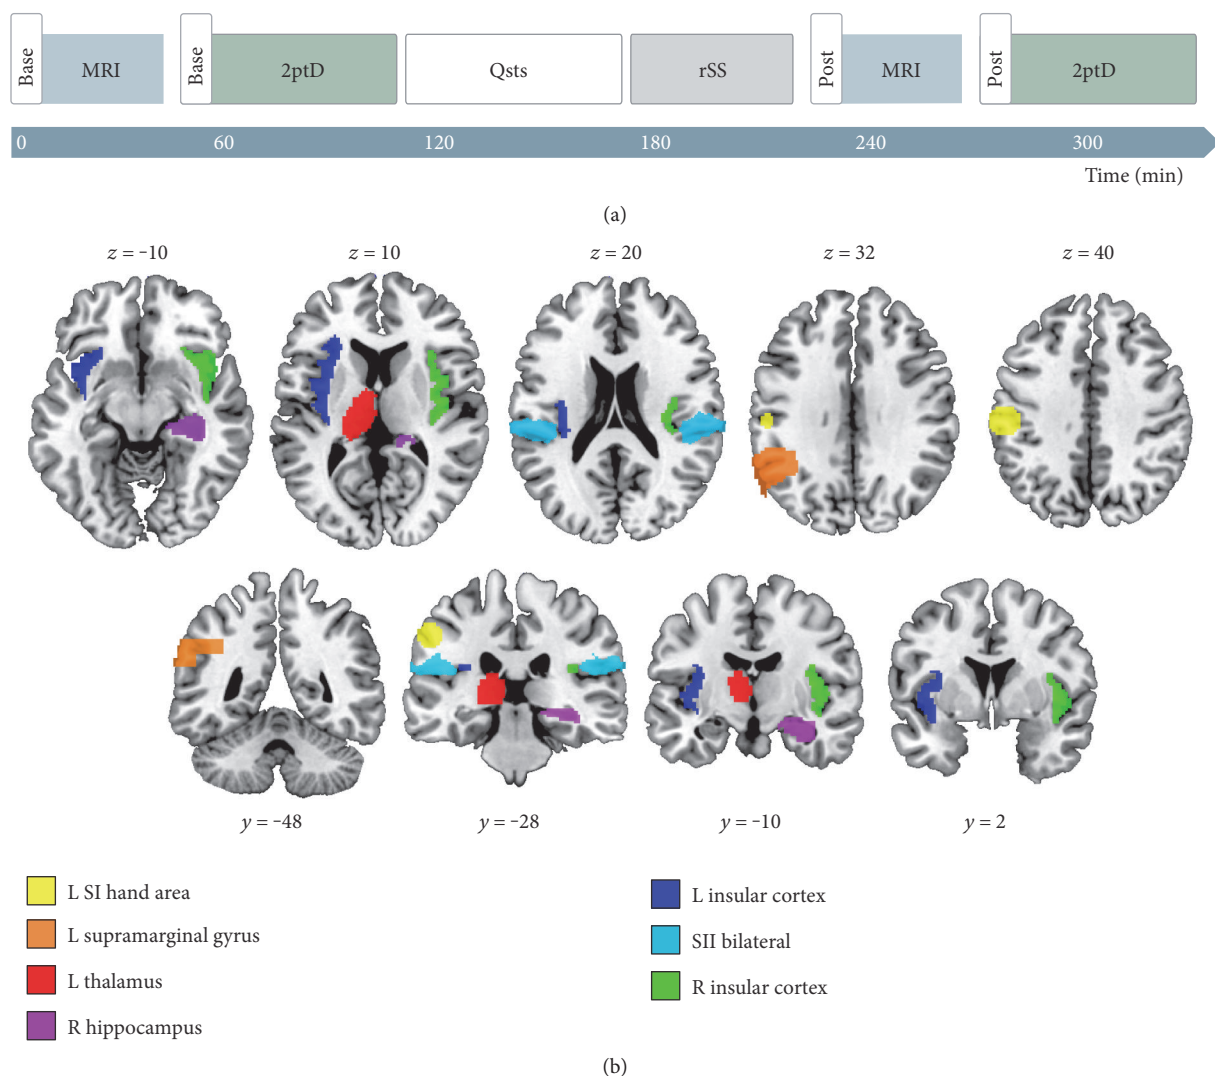 Base MRI Base 2ptD Qsts rSS Post MRI Post 2ptD
0 60 120 180 240 300
Time (min)
(a)
z = -10 z = 10 z = 20 z = 32 z = 40
y = -48 y = -28 y = -10 y = 2
L SI hand area
L supramarginal gyrus
L thalamus
R hippocampus
L insular cortex
SII bilateral
R insular cortex
(b)